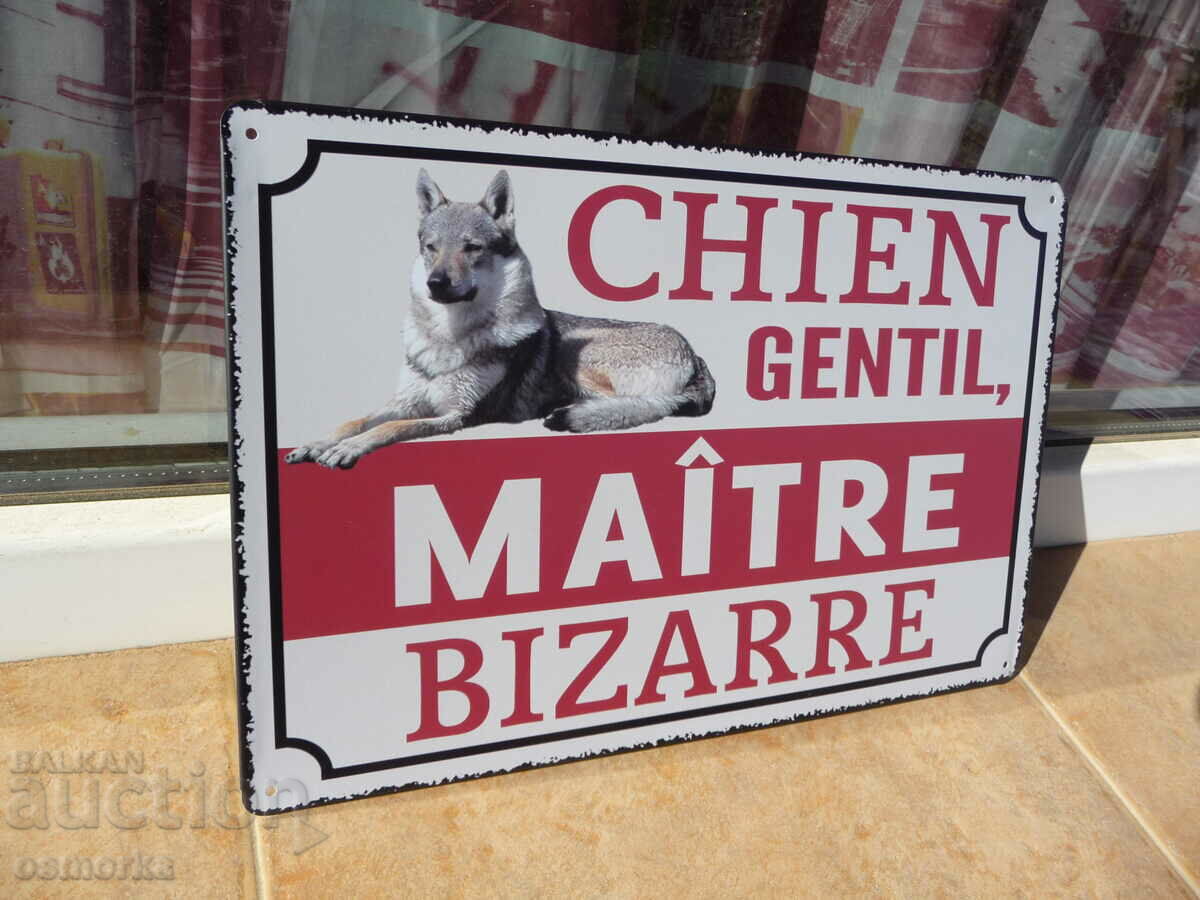 CHIEN
GENTIL,
MAÎTRE
BIZARRE
BALKAN
auction
osmorka